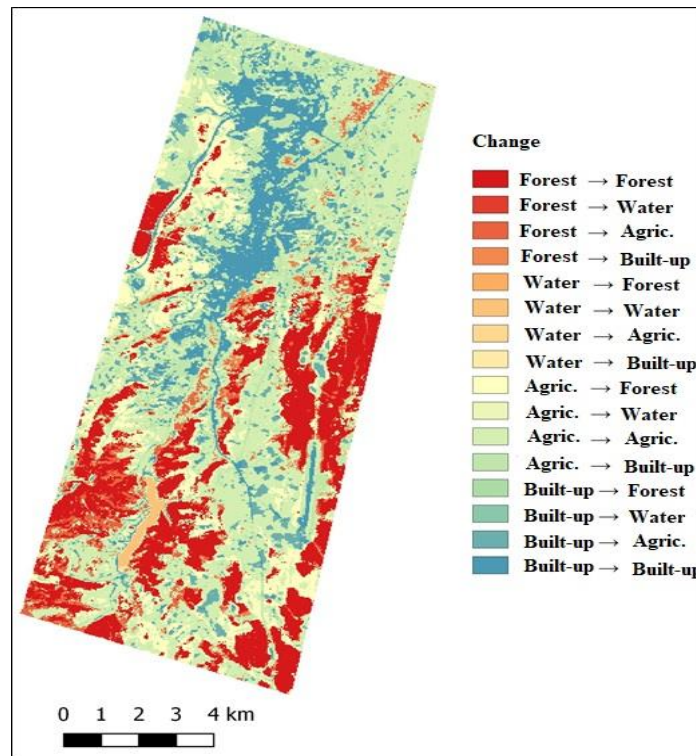 Change
Forest → Forest
Forest → Water
Forest → Agric.
Forest → Built-up
Water → Forest
Water → Water
Water → Agric.
Water → Built-up
Agric. → Forest
Agric. → Water
Agric. → Agric.
Agric. → Built-up
Built-up → Forest
Built-up → Water
Built-up → Agric.
Built-up → Built-up
0 1 2 3 4 km